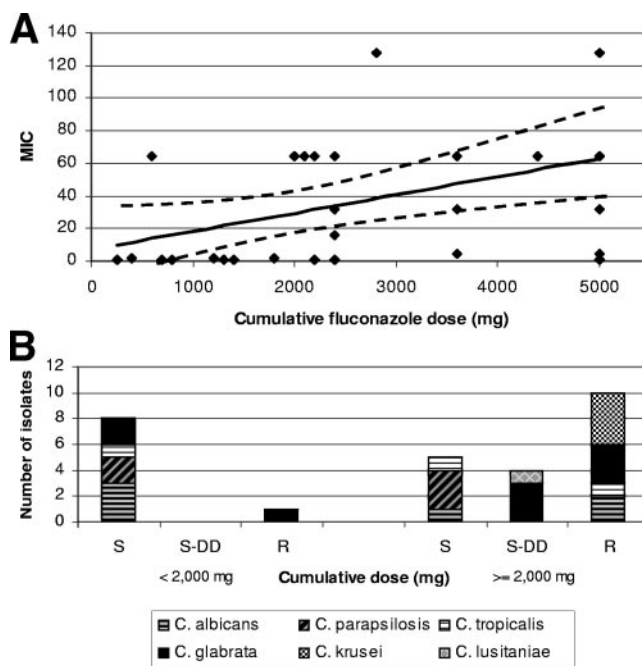 A
140
120
100
80
60
40
20
0
MIC
0 1000 2000 3000 4000 5000
Cumulative fluconazole dose (mg)
B
12
10
8
6
4
2
0
Number of isolates
S S-DD R S S-DD R
< 2,000 mg Cumulative dose (mg) >= 2,000 mg
C. albicans C. parapsilosis C. tropicalis
C. glabrata C. krusei C. lusitaniae